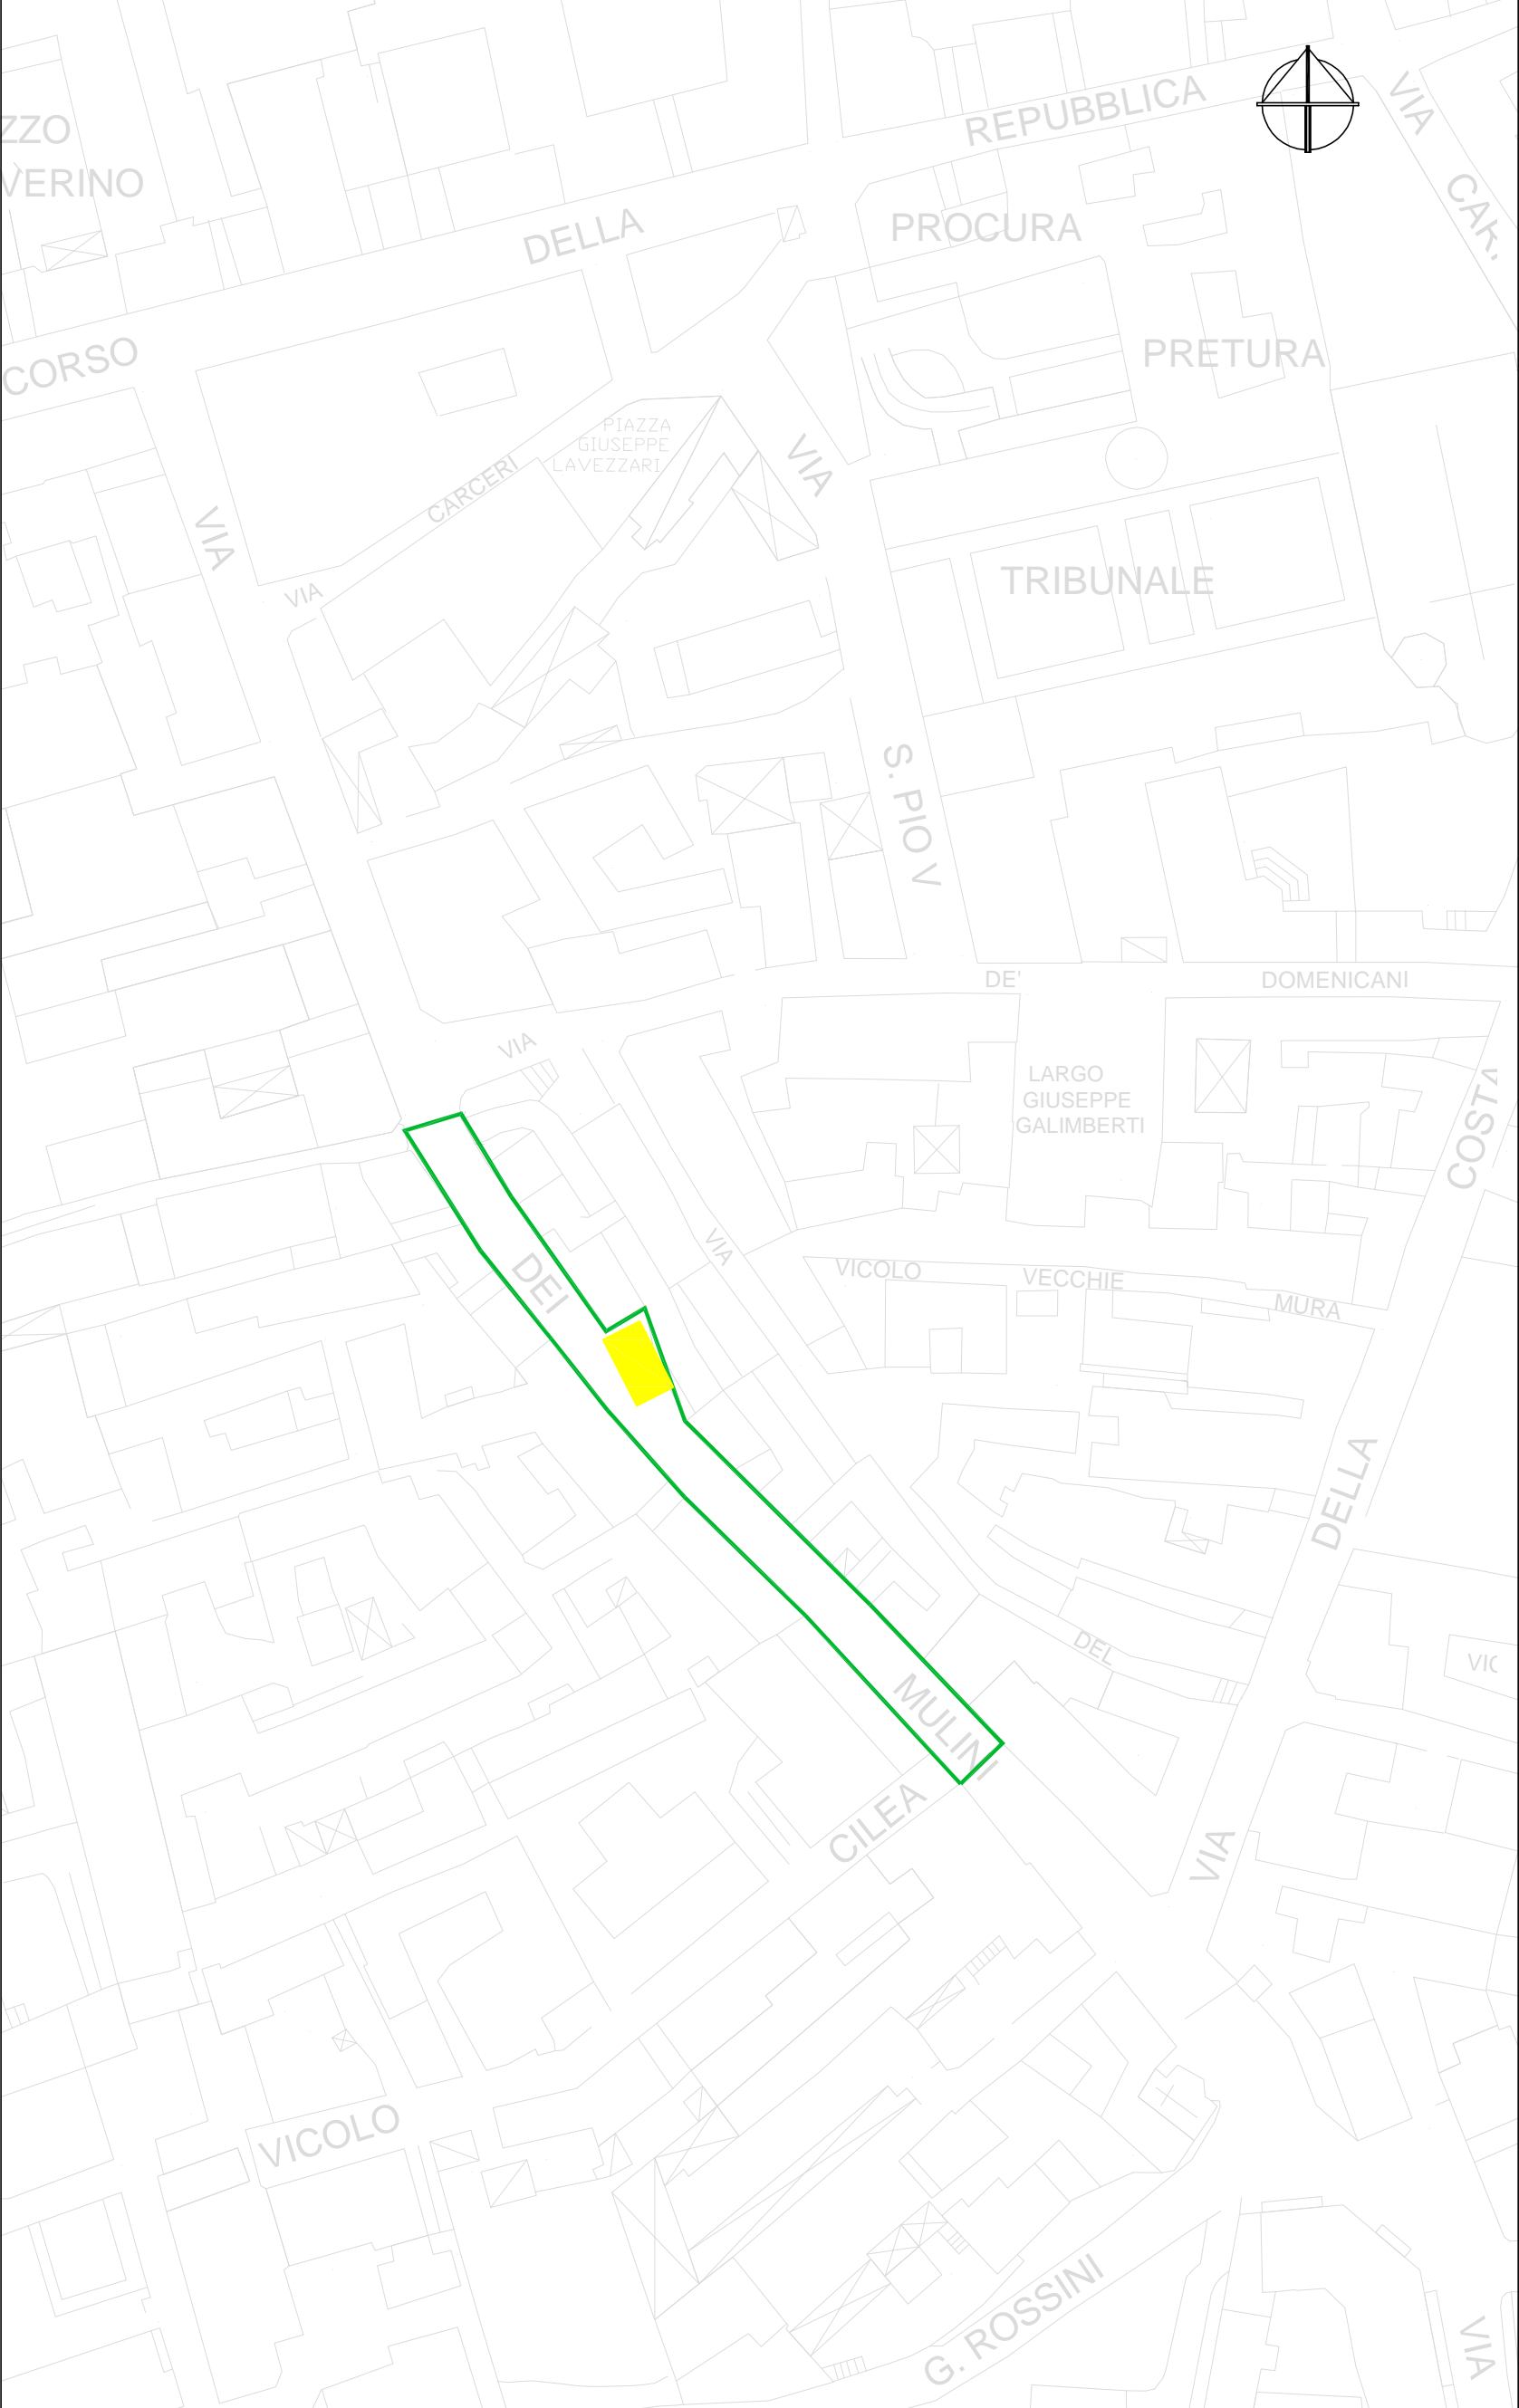 REPUBBLICA
VIA
ZZO
VERINO
CAR
DELLA
PROCURA
CORSO
PRETURA
PIAZZA
GIUSEPPE
LAVEZZARI
CARCERI
VIA
VIA
VIA
TRIBUNALE
S. PIO V
DE'
DOMENICANI
VIA
LARGO
GIUSEPPE
GALIMBERTI
COSTA
VIA
DEI
VICOLO
VECCHIE
MURA
DELLA
DEL
VIC
MULINI
CILEA
VIA
VICOLO
G. ROSSINI
VIA